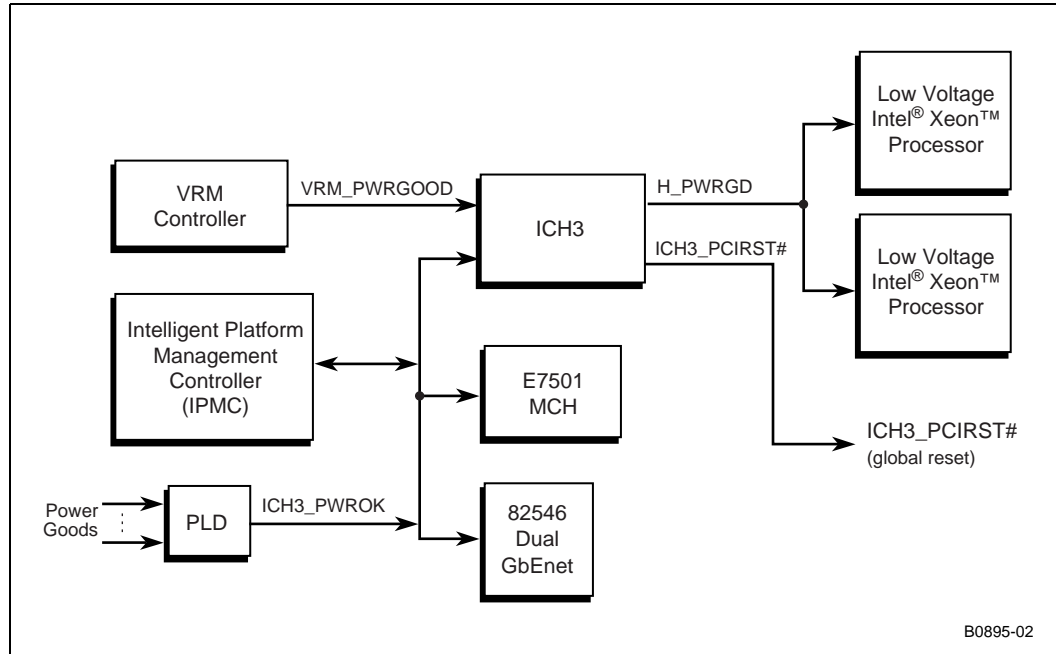 VRM
Controller
VRM_PWRGOOD
ICH3
H_PWRGD
ICH3_PCIRST#
Low Voltage
Intel® Xeon™
Processor
Low Voltage
Intel® Xeon™
Processor
Intelligent Platform
Management
Controller
(IPMC)
E7501
MCH
ICH3_PCIRST#
(global reset)
Power
Goods
PLD
ICH3_PWROK
82546
Dual
GbEnet
B0895-02